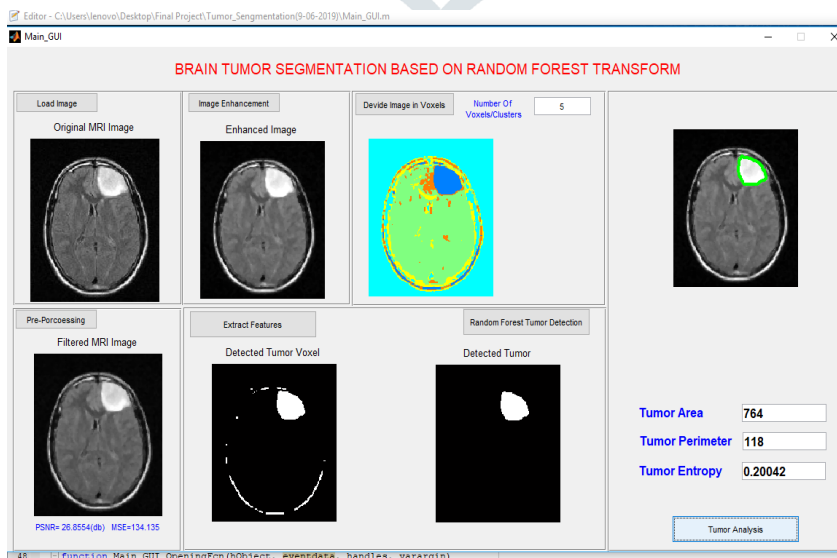 Editor - C:\Users\lenovo\Desktop\Final Project\Tumor_Sengmentation(9-06-2019)\Main_GUI.m
Main_GUI
BRAIN TUMOR SEGMENTATION BASED ON RANDOM FOREST TRANSFORM
Load Image
Original MRI Image
Image Enhancement
Enhanced Image
Devide Image in Voxels
Number Of
Voxels/Clusters
5
Pre-Porcoessing
Filtered MRI Image
PSNR= 26.8554(db) MSE=134.135
Extract Features
Detected Tumor Voxel
Random Forest Tumor Detection
Detected Tumor
Tumor Area 764
Tumor Perimeter 118
Tumor Entropy 0.20042
Tumor Analysis
48 function Main_GUI_OpeningFcn(hObject, eventdata, handles, varargin)